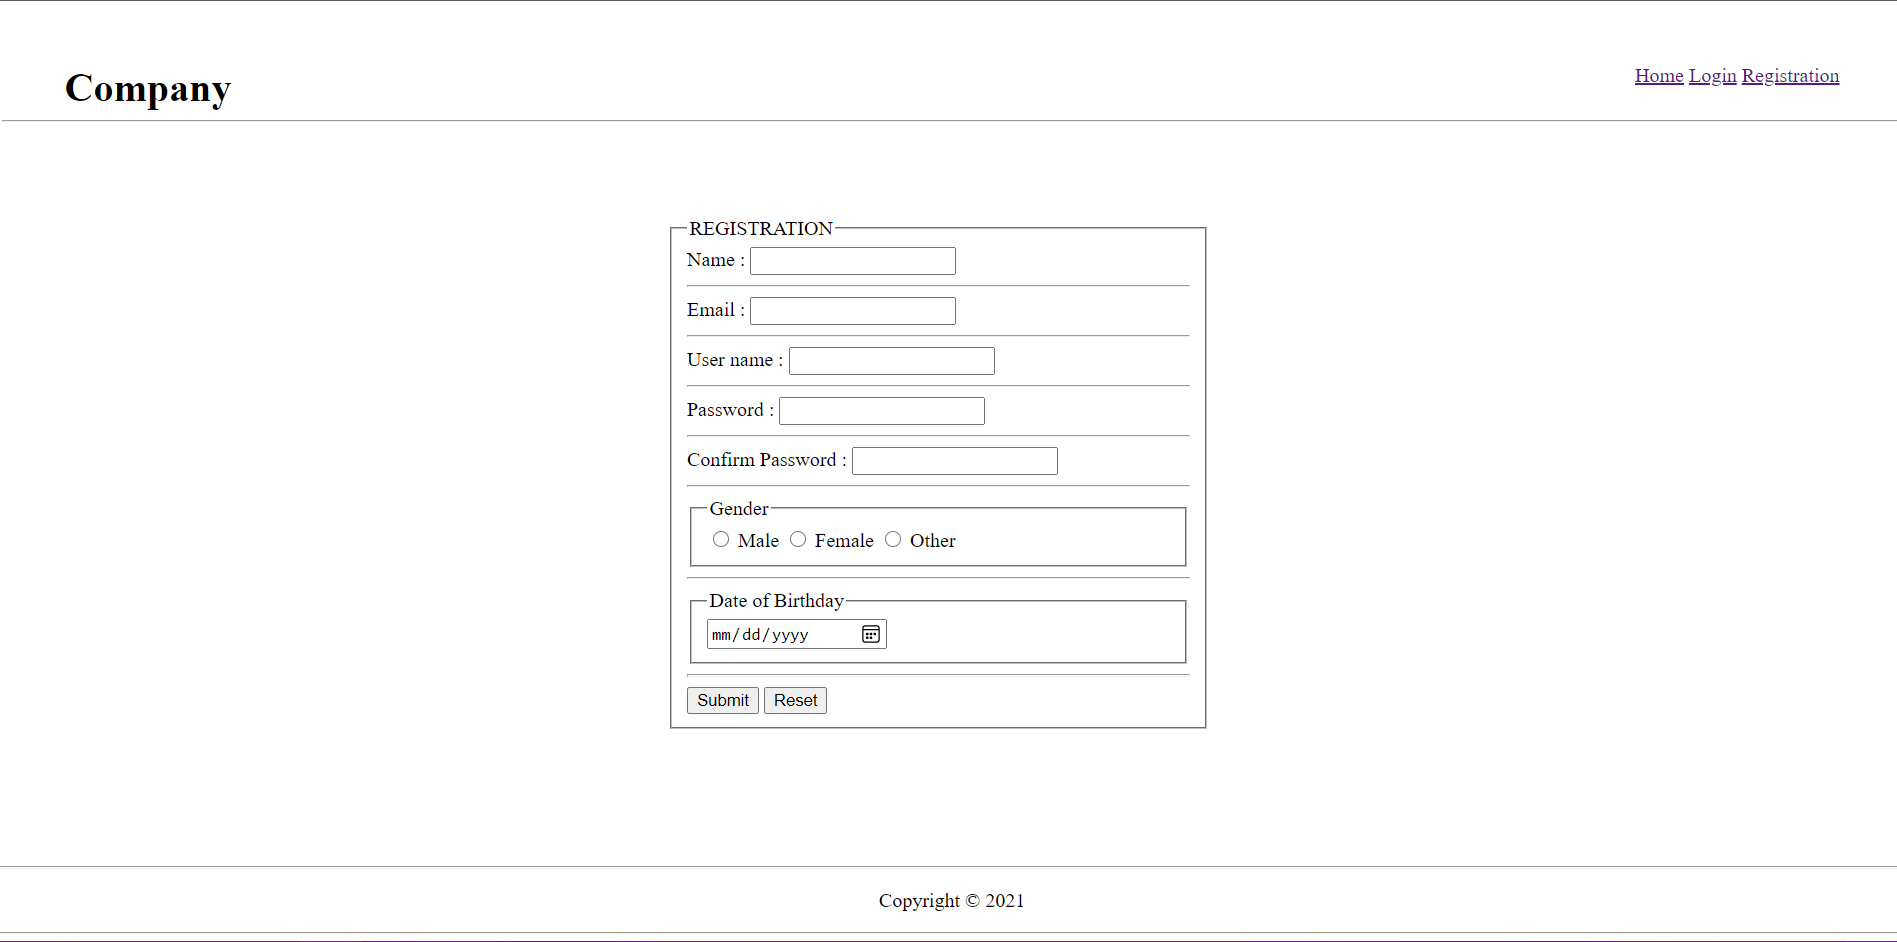 Company
Home Login Registration
REGISTRATION
Name :
Email :
User name :
Password :
Confirm Password :
Gender
Male Female Other
Date of Birthday
mm/dd/yyyy
Submit Reset
Copyright © 2021